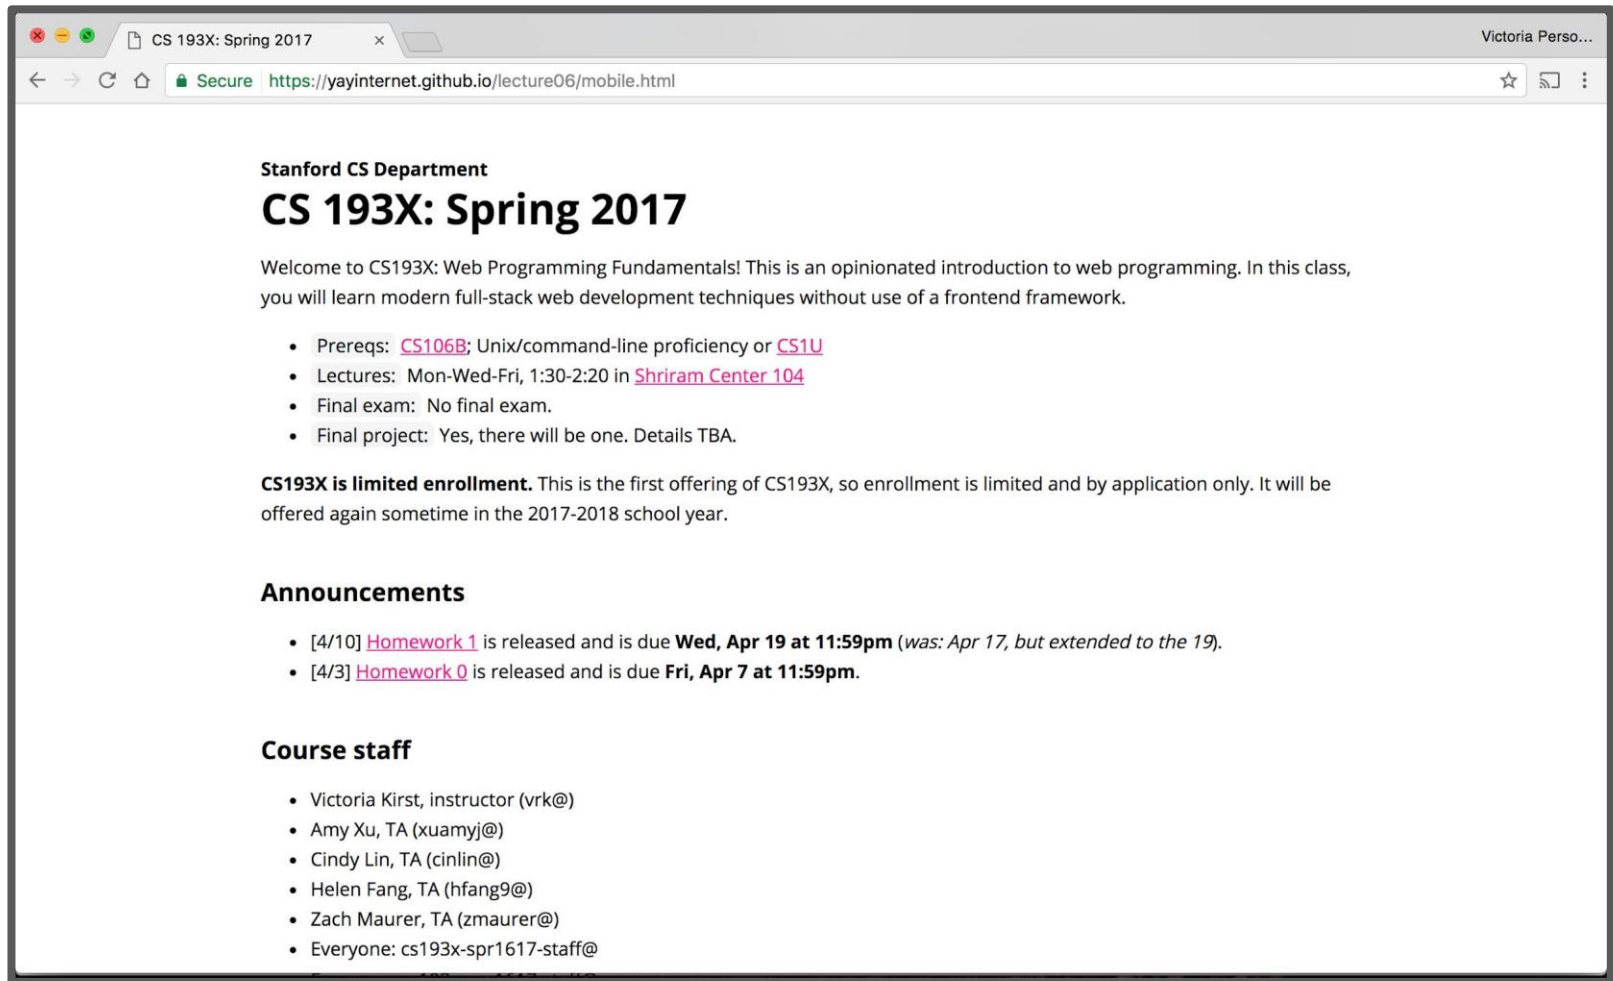 CS 193X: Spring 2017
Victoria Perso...
Secure https://yayinternet.github.io/lecture06/mobile.html
Stanford CS Department
CS 193X: Spring 2017
Welcome to CS193X: Web Programming Fundamentals! This is an opinionated introduction to web programming. In this class,
you will learn modern full-stack web development techniques without use of a frontend framework.
• Prereqs: CS106B; Unix/command-line proficiency or CS1U
• Lectures: Mon-Wed-Fri, 1:30-2:20 in Shriram Center 104
• Final exam: No final exam.
• Final project: Yes, there will be one. Details TBA.
CS193X is limited enrollment. This is the first offering of CS193X, so enrollment is limited and by application only. It will be
offered again sometime in the 2017-2018 school year.
Announcements
• [4/10] Homework 1 is released and is due Wed, Apr 19 at 11:59pm (was: Apr 17, but extended to the 19).
• [4/3] Homework 0 is released and is due Fri, Apr 7 at 11:59pm.
Course staff
• Victoria Kirst, instructor (vrk@)
• Amy Xu, TA (xuamyj@)
• Cindy Lin, TA (cinlin@)
• Helen Fang, TA (hfang9@)
• Zach Maurer, TA (zmaurer@)
• Everyone: cs193x-spr1617-staff@